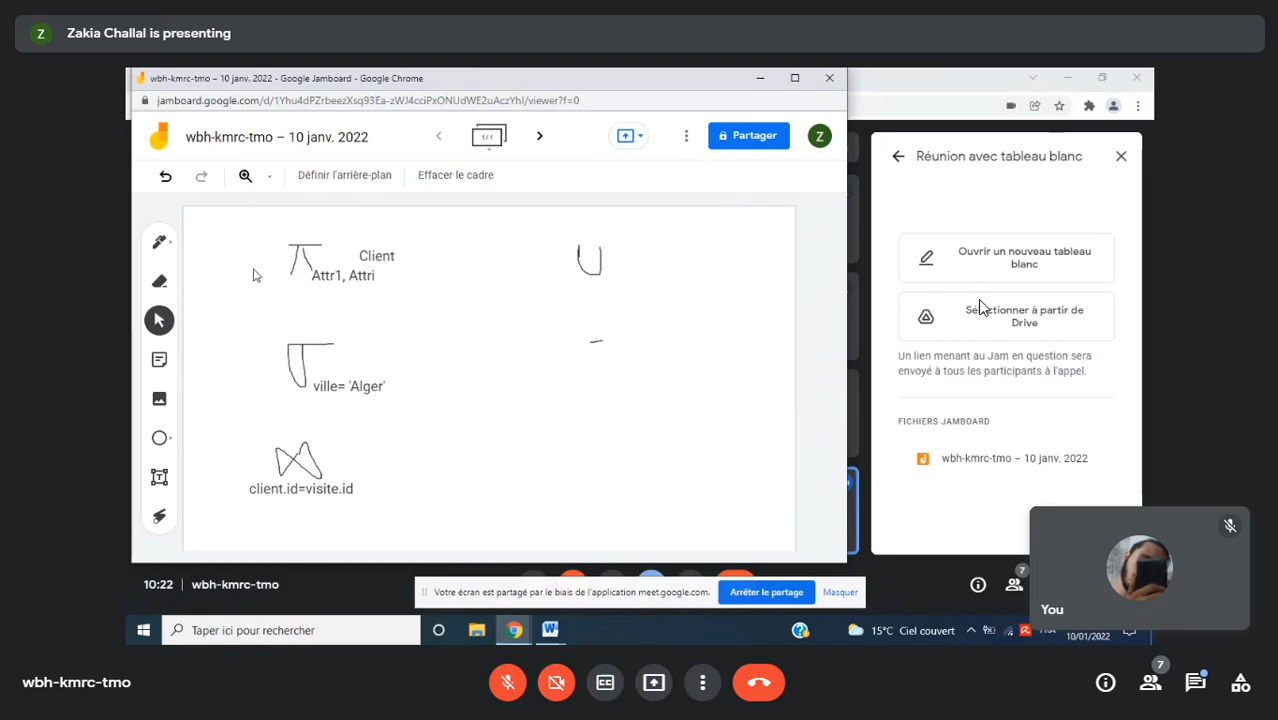 Z
Zakia Challal is presenting
wbh-kmrc-tmo – 10 janv. 2022 - Google Jamboard - Google Chrome
jamboard.google.com/d/1Yhu4dPZrbeezXsq93Ea-zWJ4cciPxONUdWE2uAczYhI/viewer?f=0
wbh-kmrc-tmo – 10 janv. 2022
1/1
Partager
Z
Définir l'arrière-plan
Effacer le cadre
π
Client
Attr1, Attri
U
ville= 'Alger'
-
⋈
client.id=visite.id
Réunion avec tableau blanc
Ouvrir un nouveau tableau
blanc
Sélectionner à partir de
Drive
Un lien menant au Jam en question sera
envoyé à tous les participants à l'appel.
FICHIERS JAMBOARD
wbh-kmrc-tmo – 10 janv. 2022
10:22
wbh-kmrc-tmo
Votre écran est partagé par le biais de l'application meet.google.com.
Arrêter le partage
Masquer
7
You
Taper ici pour rechercher
15°C Ciel couvert
10/01/2022
wbh-kmrc-tmo
7